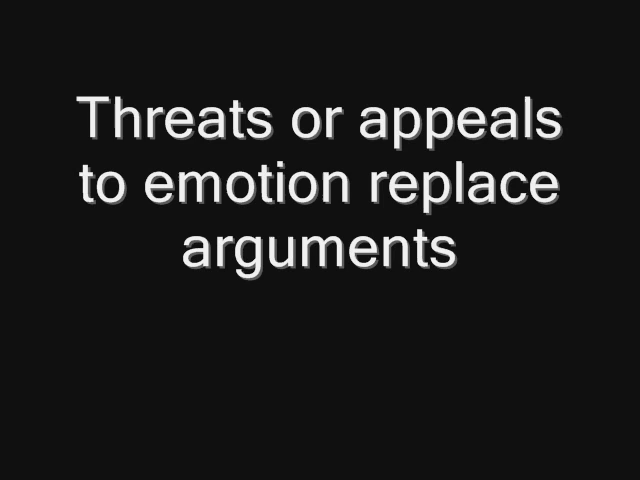 Threats or appeals
to emotion replace
arguments